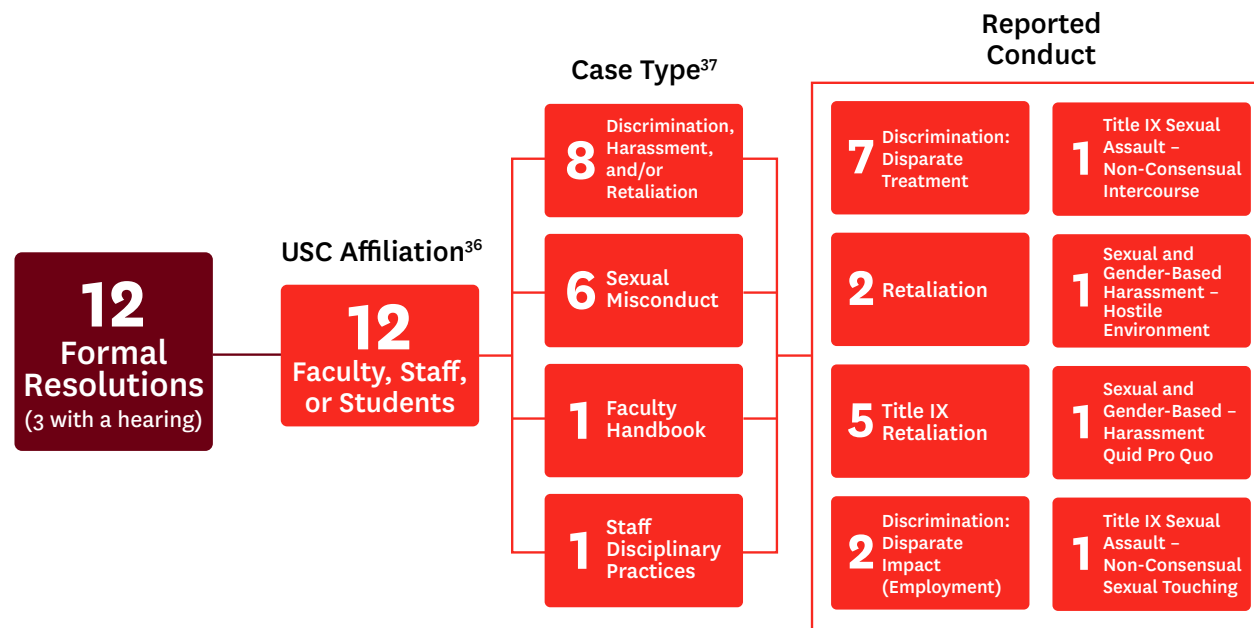 12
Formal
Resolutions
(3 with a hearing)
USC Affiliation36
12
Faculty, Staff,
or Students
Case Type37
8
Discrimination,
Harassment,
and/or
Retaliation
6
Sexual
Misconduct
1
Faculty
Handbook
1
Staff
Disciplinary
Practices
Reported
Conduct
7
Discrimination:
Disparate
Treatment
1
Title IX Sexual
Assault –
Non-Consensual
Intercourse
2
Retaliation
1
Sexual and
Gender-Based
Harassment –
Hostile
Environment
5
Title IX
Retaliation
1
Sexual and
Gender-Based –
Harassment
Quid Pro Quo
2
Discrimination:
Disparate
Impact
(Employment)
1
Title IX Sexual
Assault –
Non-Consensual
Sexual Touching